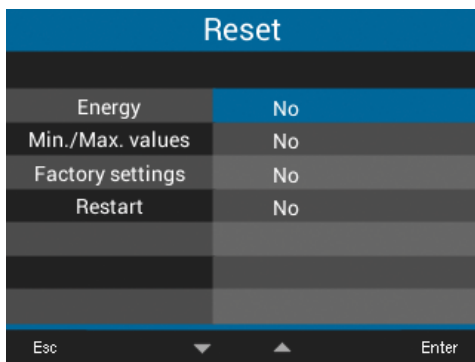 Reset
Energy No
Min./Max. values No
Factory settings No
Restart No
Esc Enter